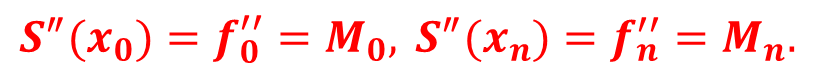 S″(x₀) = f₀″ = M₀, S″(xₙ) = fₙ″ = Mₙ.